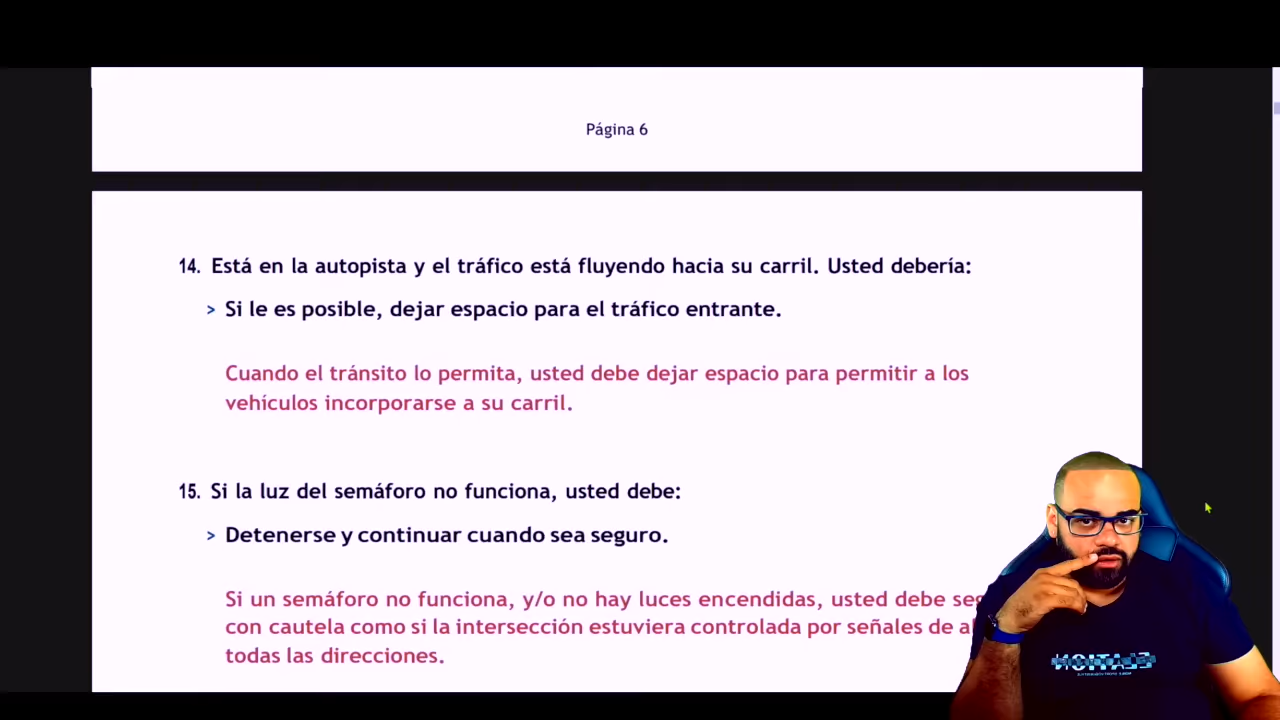 Página 6
14. Está en la autopista y el tráfico está fluyendo hacia su carril. Usted debería:
> Si le es posible, dejar espacio para el tráfico entrante.
Cuando el tránsito lo permita, usted debe dejar espacio para permitir a los
vehículos incorporarse a su carril.
15. Si la luz del semáforo no funciona, usted debe:
> Detenerse y continuar cuando sea seguro.
Si un semáforo no funciona, y/o no hay luces encendidas, usted debe
con cautela como si la intersección estuviera controlada por señales de
todas las direcciones.